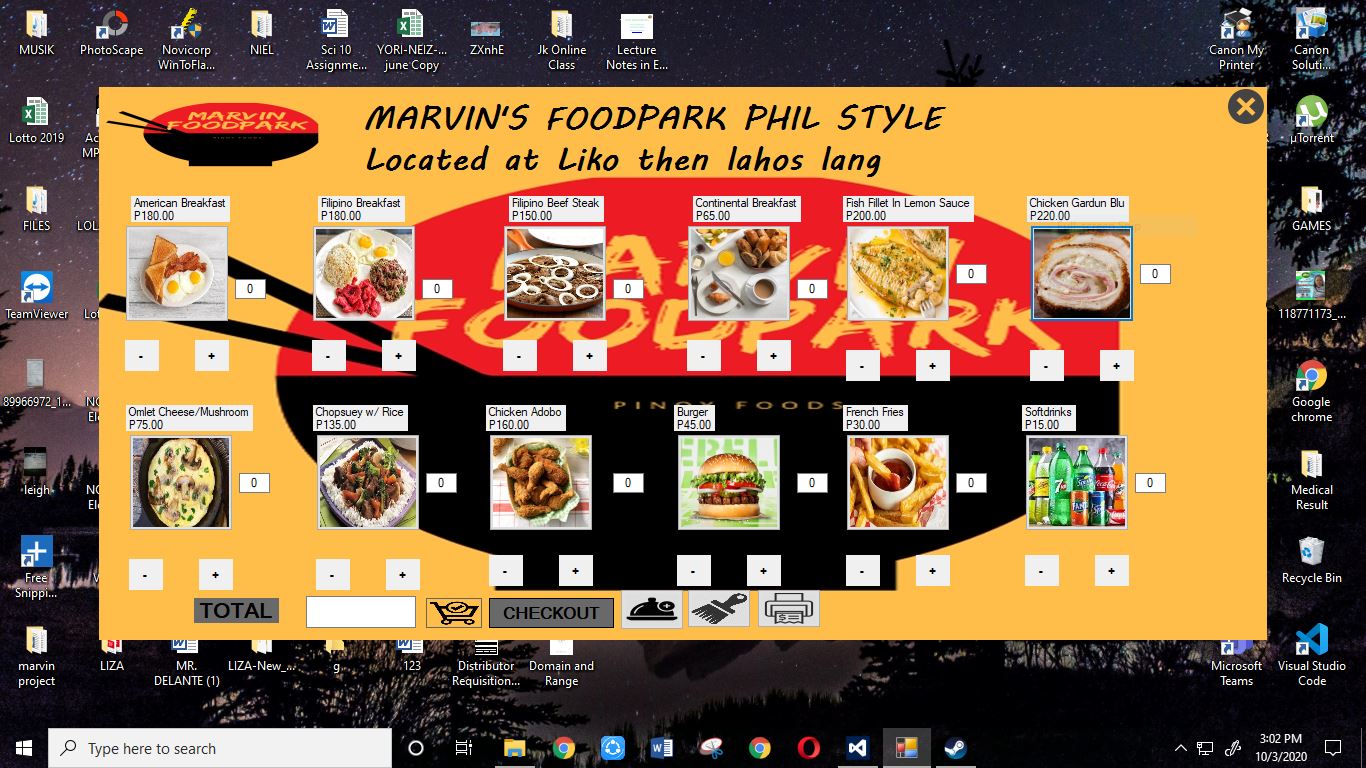 MUSIK
PhotoScape
Novicorp
WinToFla...
NIEL
Sci 10
Assignme...
YORI-NEIZ-...
june Copy
ZXnhE
Jk Online
Class
Lecture
Notes in E...
Canon My
Printer
Canon
Soluti...
Lotto 2019
FILES
TeamViewer
89966972_1...
leigh
Free
Snippi...
µTorrent
GAMES
118771173_...
Google
chrome
Medical
Result
Recycle Bin
MARVIN
FOODPARK
MARVIN'S FOODPARK PHIL STYLE
Located at Liko then lahos lang
American Breakfast
P180.00
Filipino Breakfast
P180.00
Filipino Beef Steak
P150.00
Continental Breakfast
P65.00
Fish Fillet In Lemon Sauce
P200.00
Chicken Gardun Blu
P220.00
0
0
0
0
0
0
- +
- +
- +
- +
- +
- +
FOODPARK
PINOY FOODS
Omlet Cheese/Mushroom
P75.00
Chopsuey w/ Rice
P135.00
Chicken Adobo
P160.00
Burger
P45.00
French Fries
P30.00
Softdrinks
P15.00
0
0
0
0
0
0
- +
- +
- +
- +
- +
- +
TOTAL
CHECKOUT
marvin
project
LIZA
MR.
DELANTE (1)
LIZA-New_...
g
123
Distributor
Requisition...
Domain and
Range
Microsoft
Teams
Visual Studio
Code
Type here to search
3:02 PM
10/3/2020